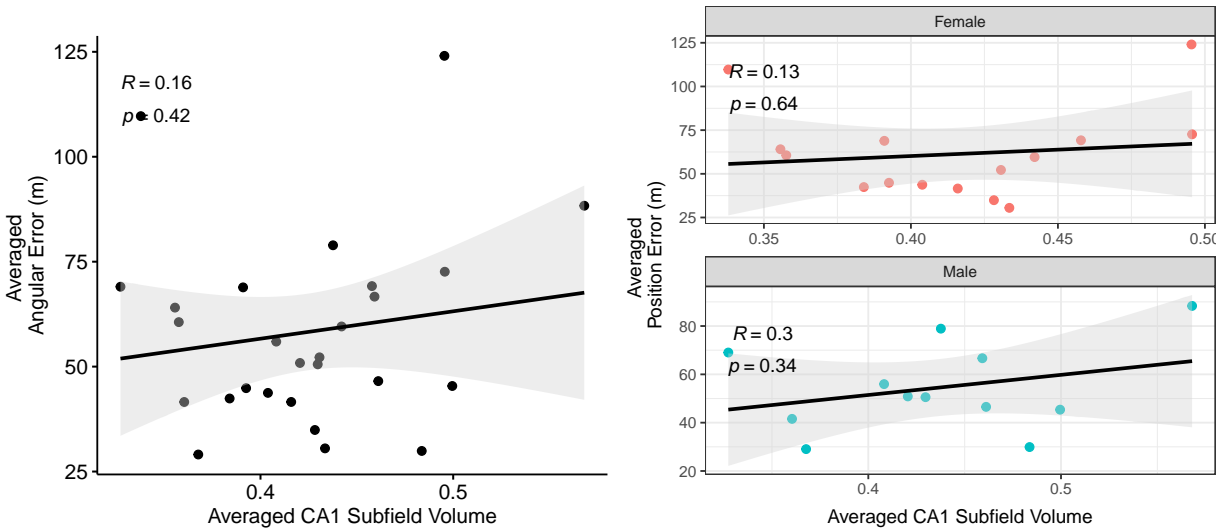 125
100
75
50
25
R = 0.16
p = 0.42
0.4
0.5
Averaged CA1 Subfield Volume
Averaged
Angular Error (m)
Female
125
100
75
50
25
R = 0.13
p = 0.64
0.35
0.40
0.45
0.50
Averaged
Position Error (m)
Male
80
60
40
20
R = 0.3
p = 0.34
0.4
0.5
Averaged CA1 Subfield Volume